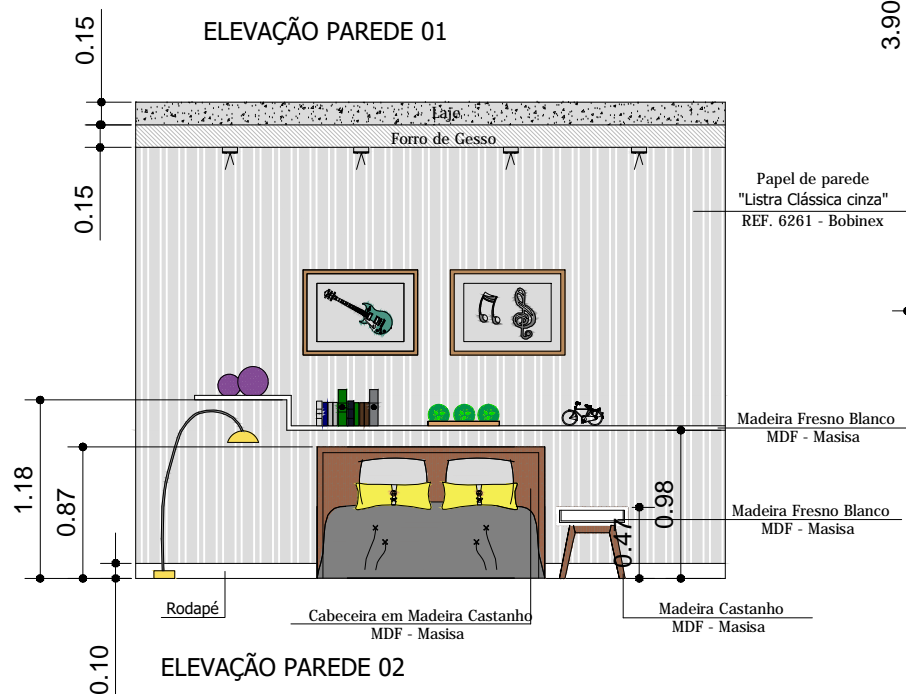 ELEVAÇÃO PAREDE 01
3.90
0.15
Laje
Forro de Gesso
0.15
Papel de parede
"Listra Clássica cinza"
REF. 6261 - Bobinex
Madeira Fresno Blanco
MDF - Masisa
1.18
0.87
0.98
0.47
Madeira Fresno Blanco
MDF - Masisa
Rodapé
Cabeceira em Madeira Castanho
MDF - Masisa
Madeira Castanho
MDF - Masisa
0.10
ELEVAÇÃO PAREDE 02